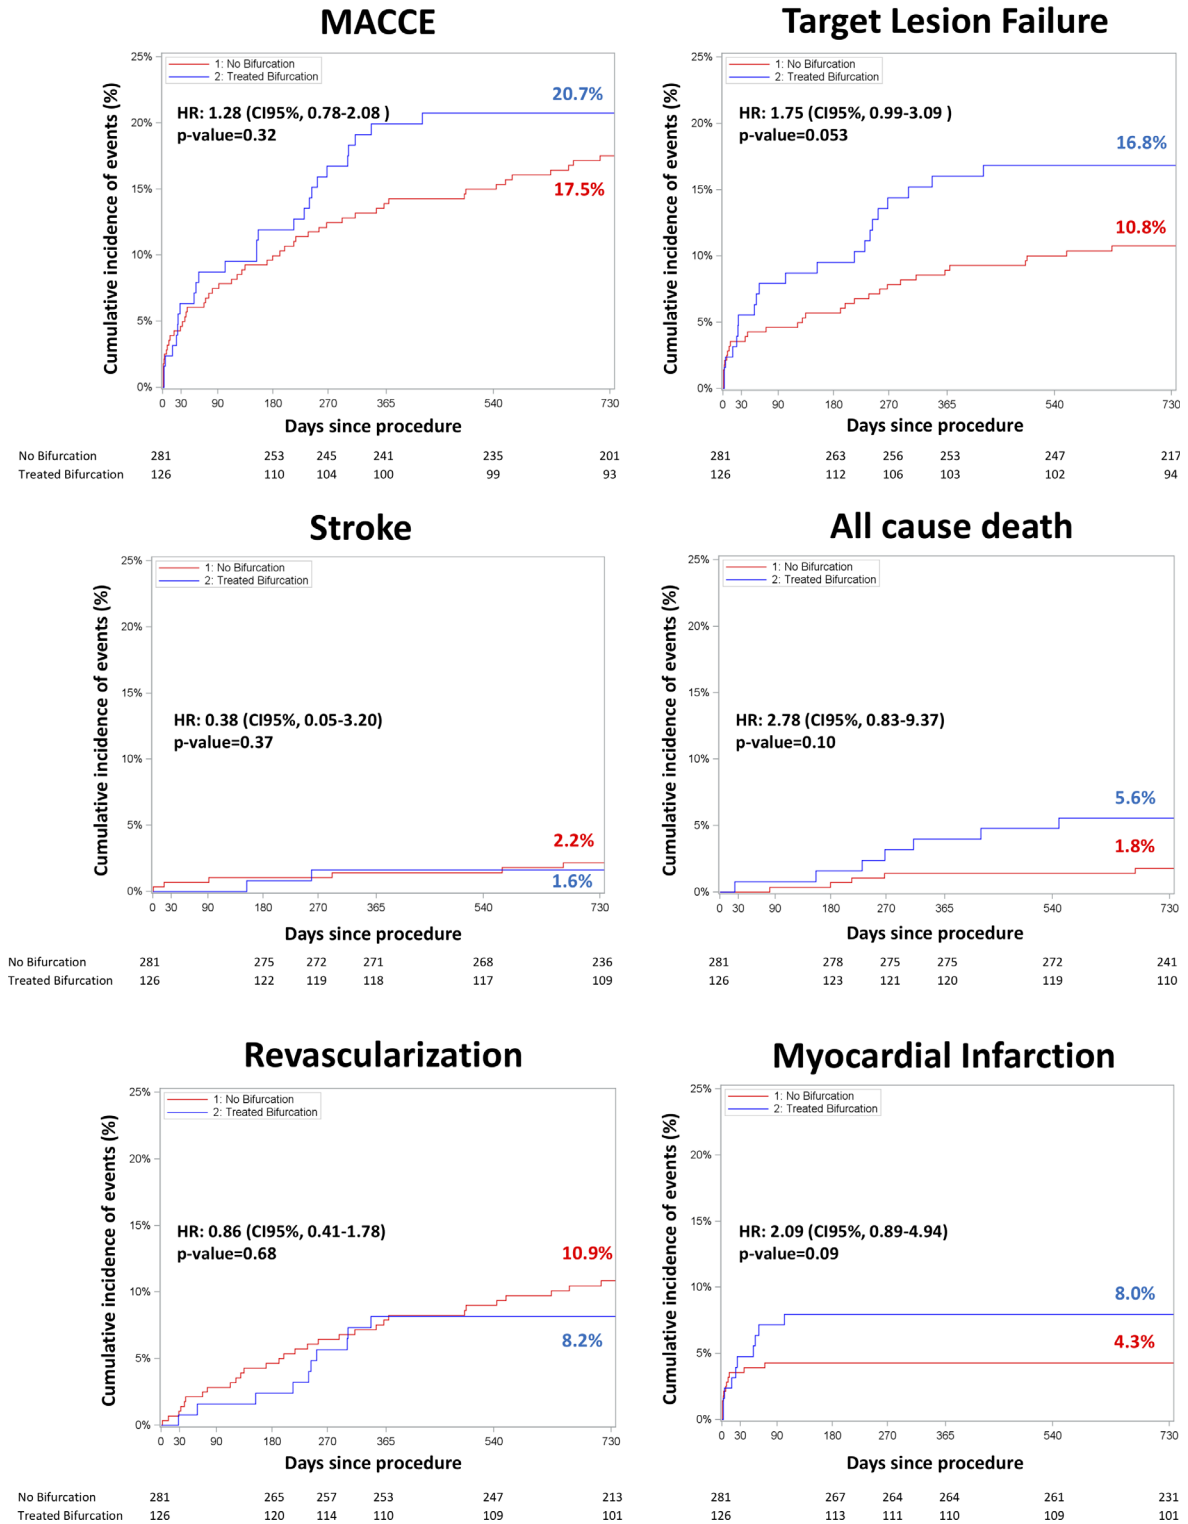 MACCE
Target Lesion Failure
Cumulative incidence of events (%)
25%
20%
15%
10%
5%
0%
1: No Bifurcation
2: Treated Bifurcation
HR: 1.28 (CI95%, 0.78-2.08 )
p-value=0.32
20.7%
17.5%
0 30 90 180 270 365 540 730
Days since procedure
No Bifurcation 281 253 245 241 235 201
Treated Bifurcation 126 110 104 100 99 93
Cumulative incidence of events (%)
25%
20%
15%
10%
5%
0%
1: No Bifurcation
2: Treated Bifurcation
HR: 1.75 (CI95%, 0.99-3.09 )
p-value=0.053
16.8%
10.8%
0 30 90 180 270 365 540 730
Days since procedure
281 263 256 253 247 217
126 112 106 103 102 94
Stroke
All cause death
Cumulative incidence of events (%)
25%
20%
15%
10%
5%
0%
1: No Bifurcation
2: Treated Bifurcation
HR: 0.38 (CI95%, 0.05-3.20)
p-value=0.37
2.2%
1.6%
0 30 90 180 270 365 540 730
Days since procedure
No Bifurcation 281 275 272 271 268 236
Treated Bifurcation 126 122 119 118 117 109
Cumulative incidence of events (%)
25%
20%
15%
10%
5%
0%
1: No Bifurcation
2: Treated Bifurcation
HR: 2.78 (CI95%, 0.83-9.37)
p-value=0.10
5.6%
1.8%
0 30 90 180 270 365 540 730
Days since procedure
281 278 275 275 272 241
126 123 121 120 119 110
Revascularization
Myocardial Infarction
Cumulative incidence of events (%)
25%
20%
15%
10%
5%
0%
1: No Bifurcation
2: Treated Bifurcation
HR: 0.86 (CI95%, 0.41-1.78)
p-value=0.68
10.9%
8.2%
0 30 90 180 270 365 540 730
Days since procedure
No Bifurcation 281 265 257 253 247 213
Treated Bifurcation 126 120 114 110 109 101
Cumulative incidence of events (%)
25%
20%
15%
10%
5%
0%
1: No Bifurcation
2: Treated Bifurcation
HR: 2.09 (CI95%, 0.89-4.94)
p-value=0.09
8.0%
4.3%
0 30 90 180 270 365 540 730
Days since procedure
281 267 264 264 261 231
126 113 111 110 109 101